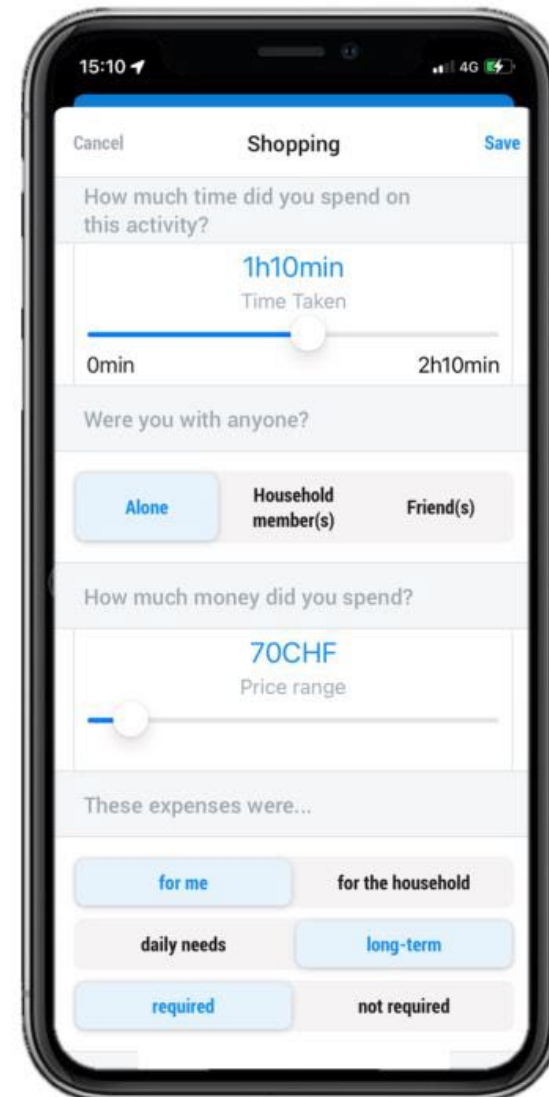 15:10 4G
Cancel Shopping Save
How much time did you spend on
this activity?
1h10min
Time Taken
0min 2h10min
Were you with anyone?
Alone Household member(s) Friend(s)
How much money did you spend?
70CHF
Price range
These expenses were...
for me for the household
daily needs long-term
required not required